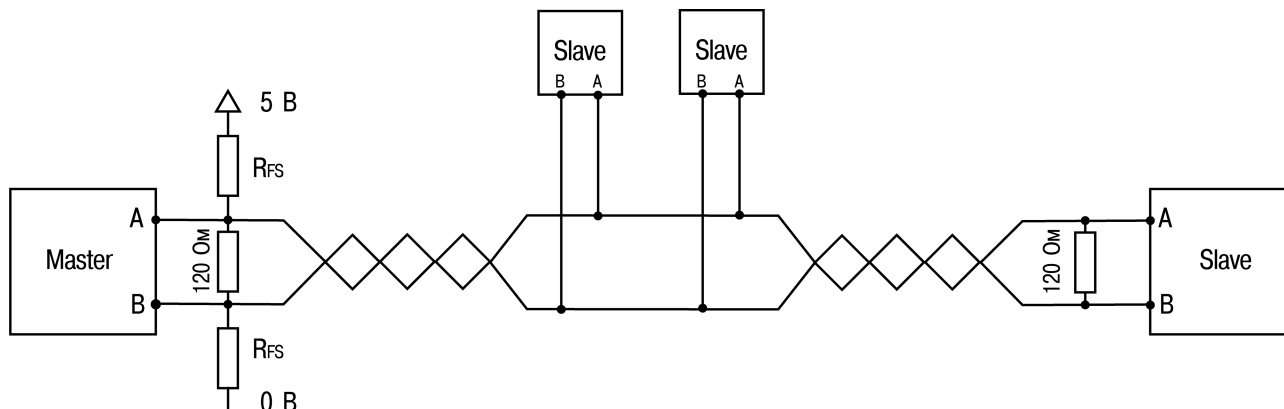 Slave
B A
Slave
B A
5 В
RFS
A
Master
120 Ом
B
RFS
0 В
120 Ом
A
Slave
B